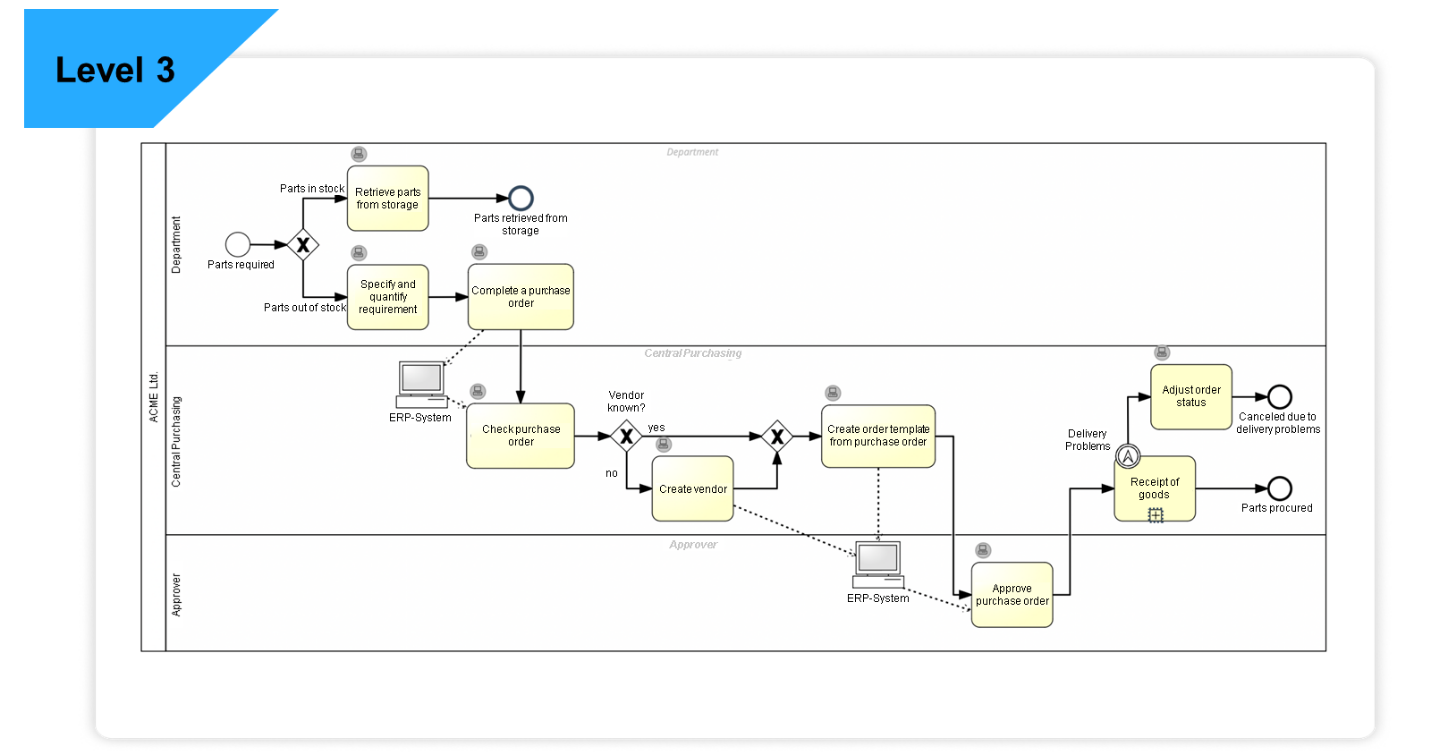 Level 3
Department
ACME Ltd.
Department
Parts required
Parts in stock
Retrieve parts
from storage
Parts retrieved from
storage
Parts out of stock
Specify and
quantify
requirement
Complete a purchase
order
Central Purchasing
Central Purchasing
ERP-System
Check purchase
order
Vendor
known?
yes
no
Create vendor
Create order template
from purchase order
Delivery
Problems
Adjust order
status
Canceled due to
delivery problems
Receipt of
goods
Parts procured
Approver
Approver
ERP-System
Approve
purchase order